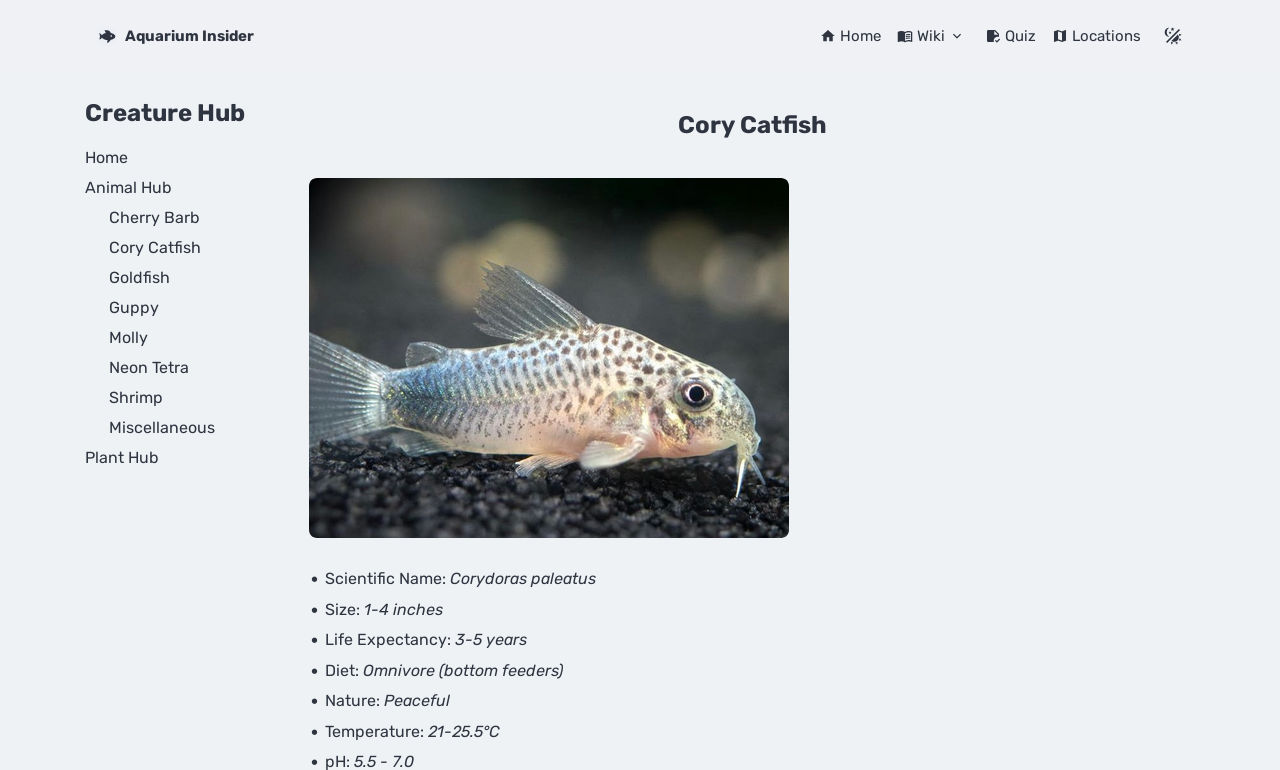 Aquarium Insider
Home
Wiki
Quiz
Locations
Creature Hub
Home
Animal Hub
Cherry Barb
Cory Catfish
Goldfish
Guppy
Molly
Neon Tetra
Shrimp
Miscellaneous
Plant Hub
Cory Catfish
• Scientific Name: Corydoras paleatus
• Size: 1-4 inches
• Life Expectancy: 3-5 years
• Diet: Omnivore (bottom feeders)
• Nature: Peaceful
• Temperature: 21-25.5°C
• pH: 5.5 - 7.0